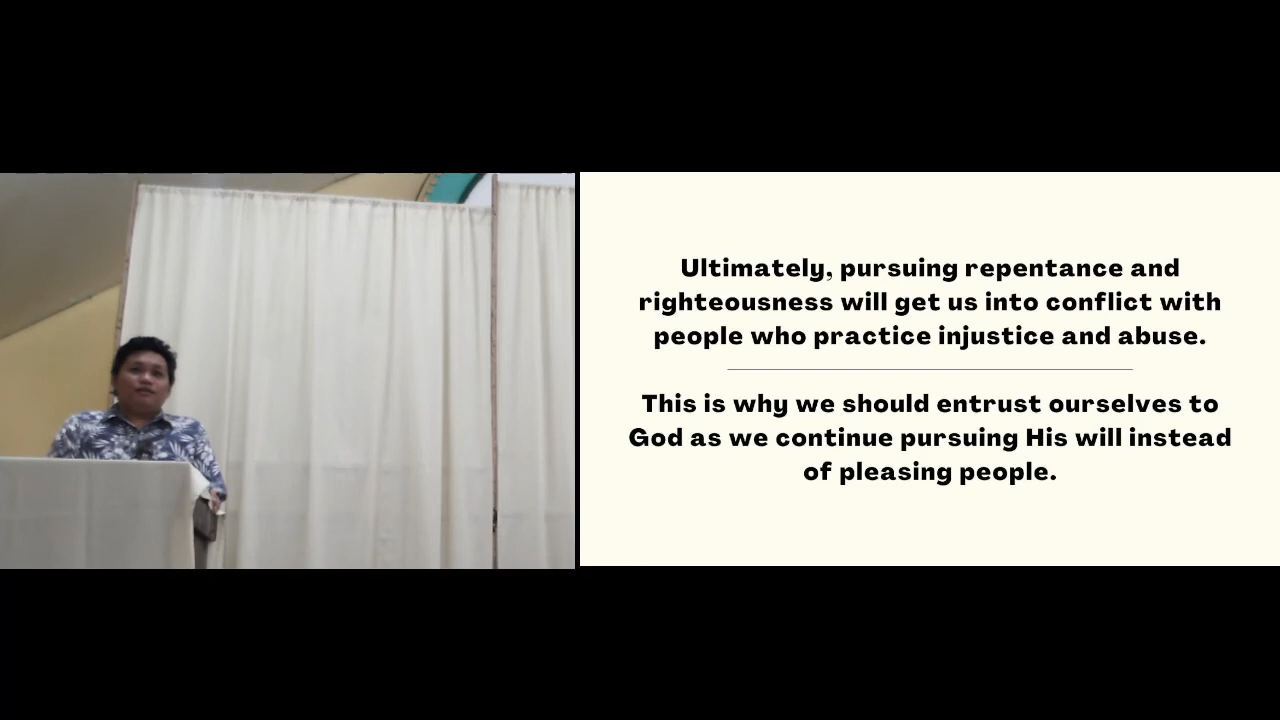 Ultimately, pursuing repentance and
righteousness will get us into conflict with
people who practice injustice and abuse.
This is why we should entrust ourselves to
God as we continue pursuing His will instead
of pleasing people.